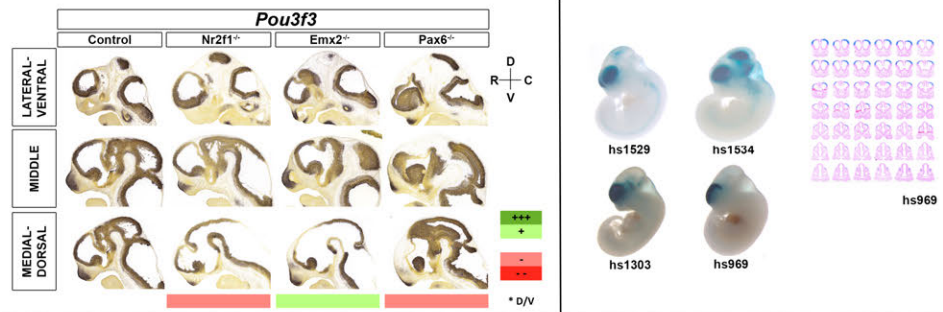 Pou3f3
Control Nr2f1-/- Emx2-/- Pax6-/-
LATERAL-
VENTRAL
D
R C
V
MIDDLE
MEDIAL-
DORSAL
+++
+
-
--
* D/V
hs1529 hs1534
hs969
hs1303 hs969